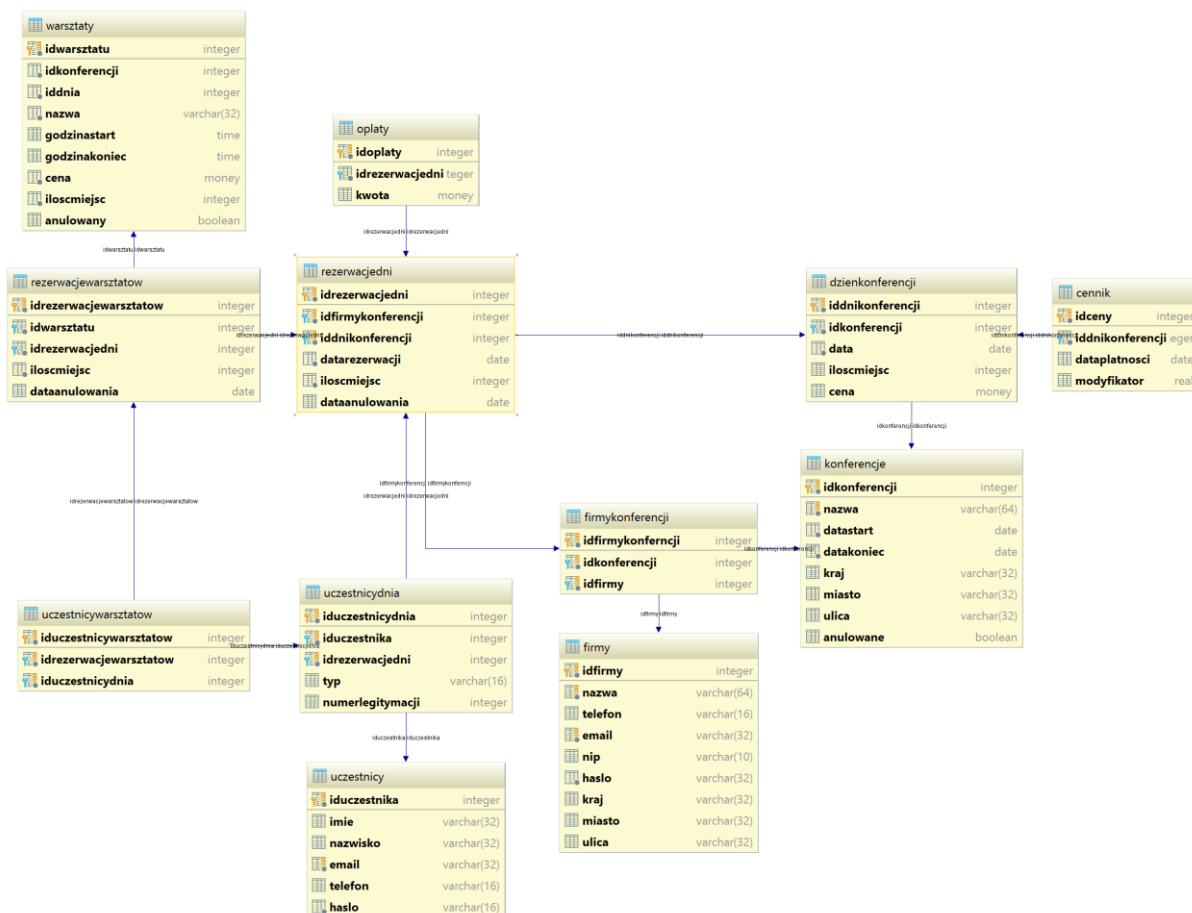 warsztaty
idwarsztatu integer
idkonferencji integer
iddnia integer
nazwa varchar(32)
godzinastart time
godzinakoniec time
cena money
iloscmiejsc integer
anulowany boolean
idwarsztatu:idwarsztatu
oplaty
idoplaty integer
idrezerwacjedni teger
kwota money
idrezerwacjedni:idrezerwacjedni
rezerwacjewarsztatow
idrezerwacjewarsztatow integer
idwarsztatu integer
idrezerwacjedni integer
iloscmiejsc integer
dataanulowania date
rezerwacjedni
idrezerwacjedni integer
idfirmykonferencji integer
iddnikonferencji integer
datarezerwacji date
iloscmiejsc integer
dataanulowania date
iddnikonferencji:iddnikonferencji
dzienkonferencji
iddnikonferencji integer
idkonferencji integer
data date
iloscmiejsc integer
cena money
cennik
idceny integer
iddnikonferencji eger
dataplatnosci date
modyfikator real
idkonferencji:idkonferencji
konferencje
idkonferencji integer
nazwa varchar(64)
datastart date
datakoniec date
kraj varchar(32)
miasto varchar(32)
ulica varchar(32)
anulowane boolean
idrezerwacjewarsztatow:idrezerwacjewarsztatow
idfirmykonferencji:idfirmykonferncji
idrezerwacjedni:idrezerwacjedni
firmykonferencji
idfirmykonferncji integer
idkonferencji integer
idfirmy integer
idfirmy:idfirmy
uczestnicywarsztatow
iduczestnicywarsztatow integer
idrezerwacjewarsztatow integer
iduczestnicydnia integer
uczestnicydnia
iduczestnicydnia integer
iduczestnika integer
idrezerwacjedni integer
typ varchar(16)
numerlegitymacji integer
iduczestnika:iduczestnika
firmy
idfirmy integer
nazwa varchar(64)
telefon varchar(16)
email varchar(32)
nip varchar(10)
haslo varchar(32)
kraj varchar(32)
miasto varchar(32)
ulica varchar(32)
uczestnicy
iduczestnika integer
imie varchar(32)
nazwisko varchar(32)
email varchar(32)
telefon varchar(16)
haslo varchar(16)